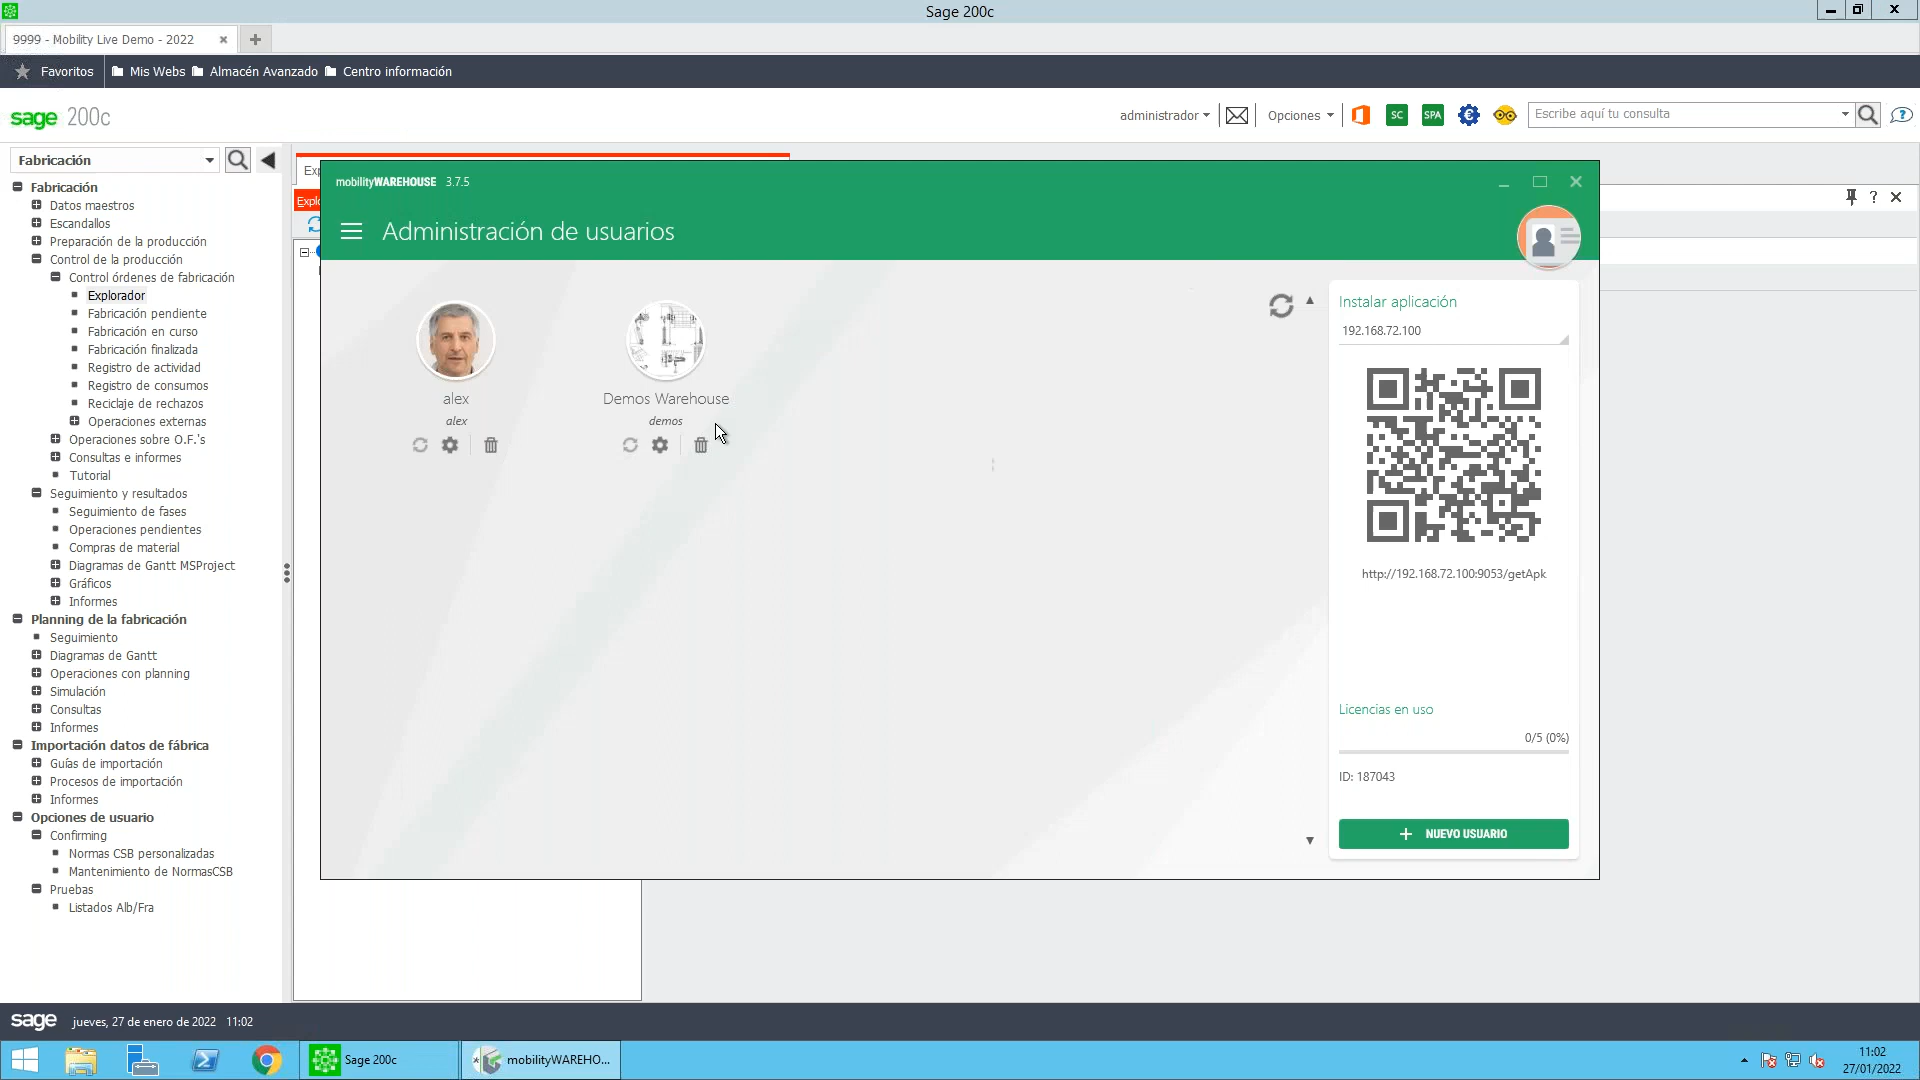 Sage 200c
9999 - Mobility Live Demo - 2022
Favoritos
Mis Webs
Almacén Avanzado
Centro información
sage 200c
administrador
Opciones
SC
SPA
Escribe aquí tu consulta
Fabricación
Fabricación
Datos maestros
Escandallos
Preparación de la producción
Control de la producción
Control órdenes de fabricación
Explorador
Fabricación pendiente
Fabricación en curso
Fabricación finalizada
Registro de actividad
Registro de consumos
Reciclaje de rechazos
Operaciones externas
Operaciones sobre O.F.'s
Consultas e informes
Tutorial
Seguimiento y resultados
Seguimiento de fases
Operaciones pendientes
Compras de material
Diagramas de Gantt MSProject
Gráficos
Informes
Planning de la fabricación
Seguimiento
Diagramas de Gantt
Operaciones con planning
Simulación
Consultas
Informes
Importación datos de fábrica
Guías de importación
Procesos de importación
Informes
Opciones de usuario
Confirming
Normas CSB personalizadas
Mantenimiento de NormasCSB
Pruebas
Listados Alb/Fra
Exp
Explo
mobilityWAREHOUSE 3.7.5
Administración de usuarios
alex
alex
Demos Warehouse
demos
Instalar aplicación
192.168.72.100
http://192.168.72.100:9053/getApk
Licencias en uso
0/5 (0%)
ID: 187043
NUEVO USUARIO
sage
jueves, 27 de enero de 2022 11:02
Sage 200c
mobilityWAREHO...
11:02
27/01/2022